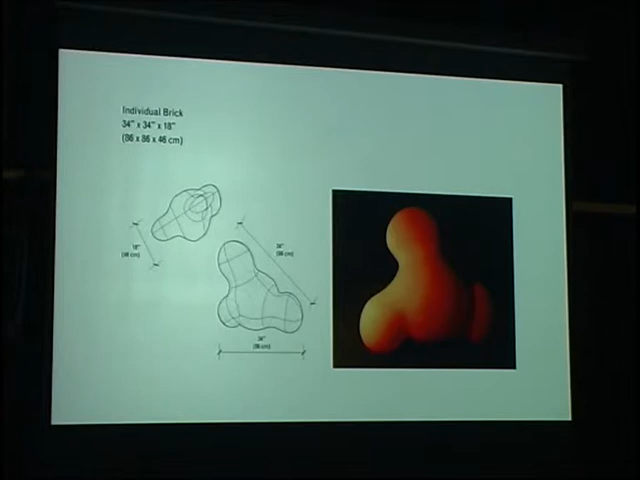 Individual Brick
34" x 34" x 18"
(86 x 86 x 46 cm)
18"
(46 cm)
34"
(86 cm)
34"
(86 cm)